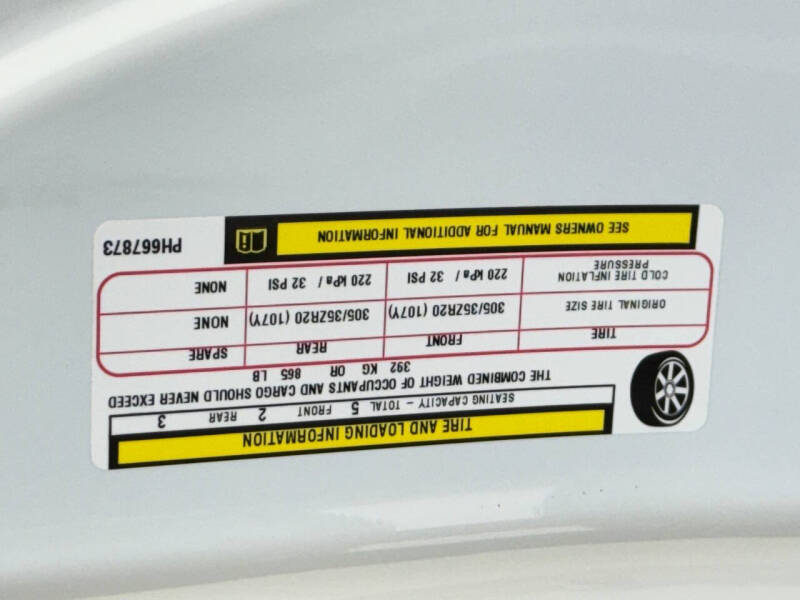 TIRE AND LOADING INFORMATION
SEATING CAPACITY - TOTAL 5 FRONT 2 REAR 3
THE COMBINED WEIGHT OF OCCUPANTS AND CARGO SHOULD NEVER EXCEED
392 KG OR 865 LB
TIRE FRONT REAR SPARE
ORIGINAL TIRE SIZE 305/35ZR20 (107Y) 305/35ZR20 (107Y) NONE
COLD TIRE INFLATION PRESSURE 220 kPa / 32 PSI 220 kPa / 32 PSI NONE
SEE OWNERS MANUAL FOR ADDITIONAL INFORMATION
PH667873